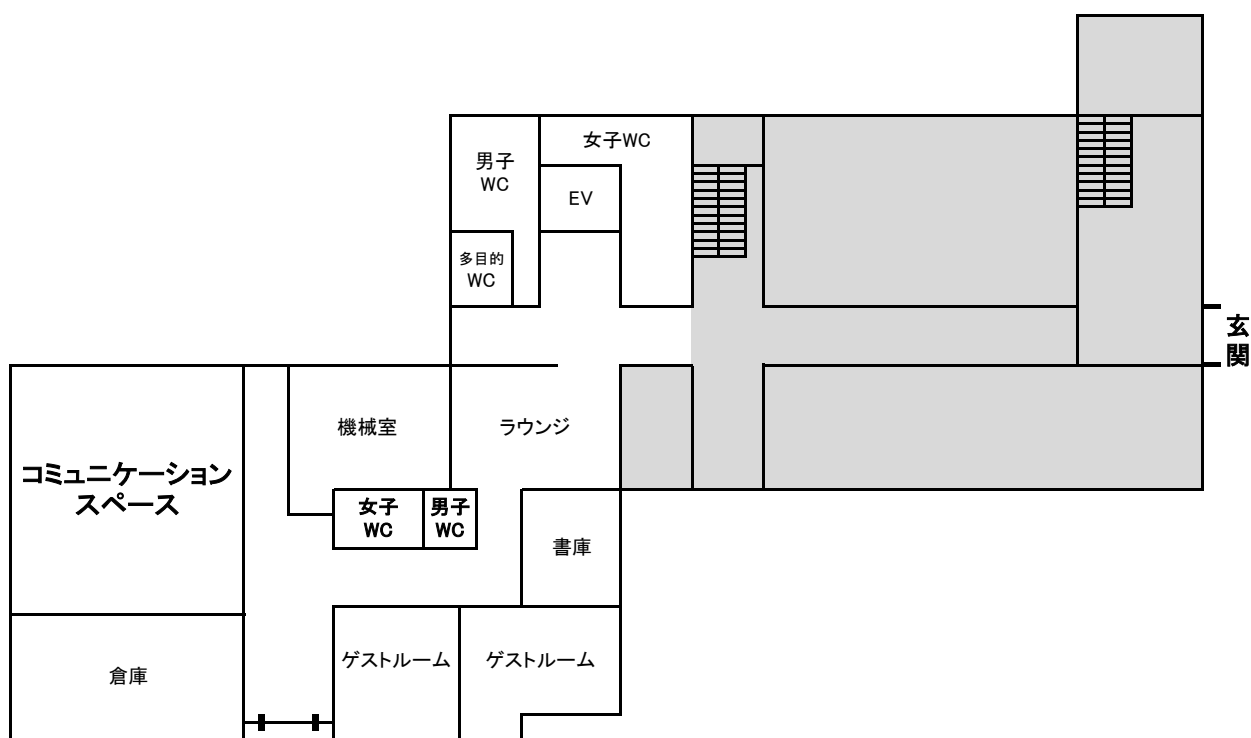 女子WC
男子
WC
EV
多目的
WC
玄
関
機械室
ラウンジ
コミュニケーション
スペース
女子
WC
男子
WC
書庫
ゲストルーム
ゲストルーム
倉庫